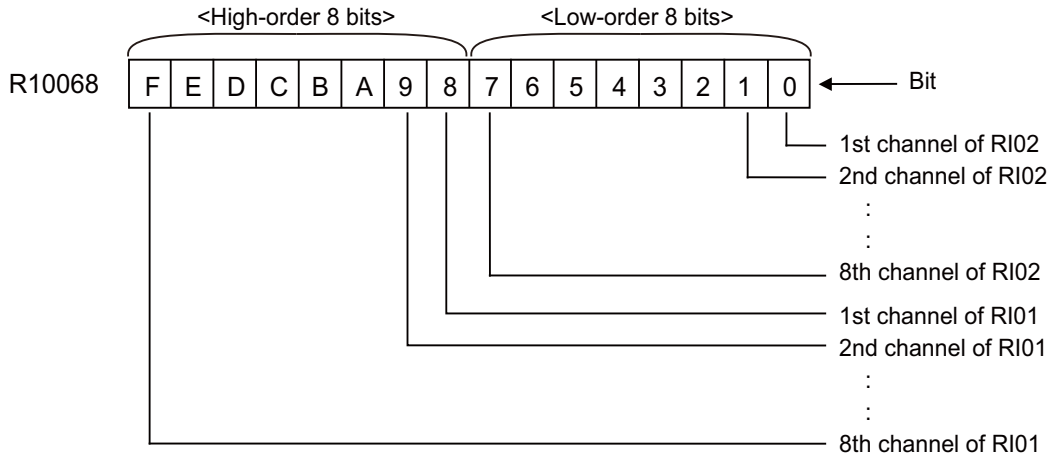 <High-order 8 bits> <Low-order 8 bits>
R10068 F E D C B A 9 8 7 6 5 4 3 2 1 0 Bit
1st channel of RI02
2nd channel of RI02
:
:
8th channel of RI02
1st channel of RI01
2nd channel of RI01
:
:
8th channel of RI01